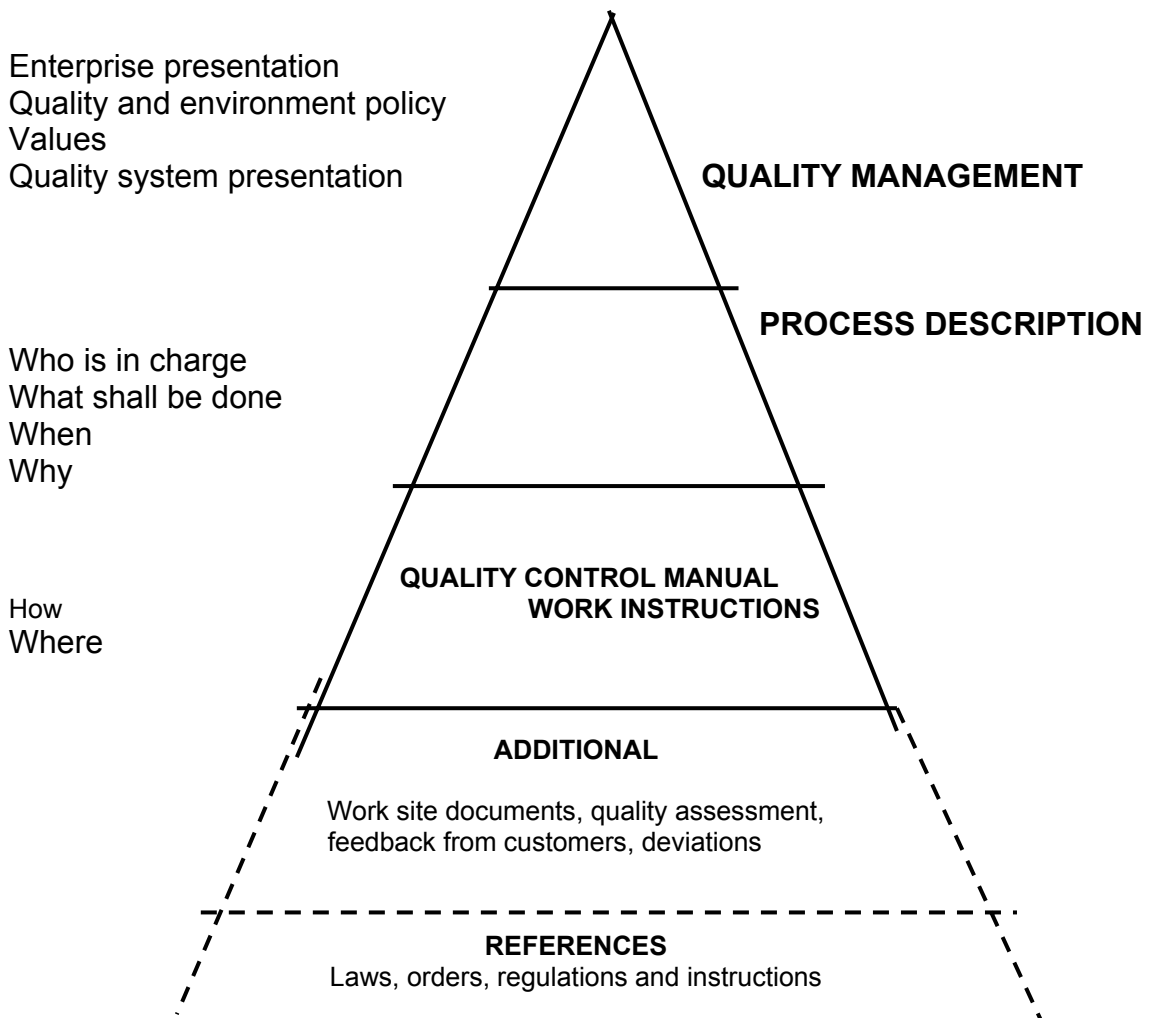 Enterprise presentation
Quality and environment policy
Values
Quality system presentation
QUALITY MANAGEMENT
PROCESS DESCRIPTION
Who is in charge
What shall be done
When
Why
QUALITY CONTROL MANUAL
WORK INSTRUCTIONS
How
Where
ADDITIONAL
Work site documents, quality assessment,
feedback from customers, deviations
REFERENCES
Laws, orders, regulations and instructions